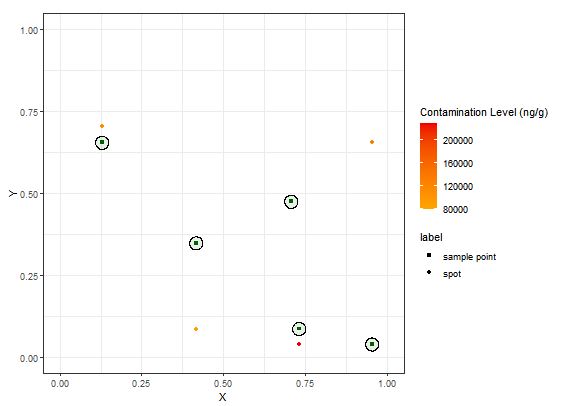 1.00
0.75
0.50
0.25
0.00
Y
0.00 0.25 0.50 0.75 1.00
X
Contamination Level (ng/g)
200000
160000
120000
80000
label
sample point
spot